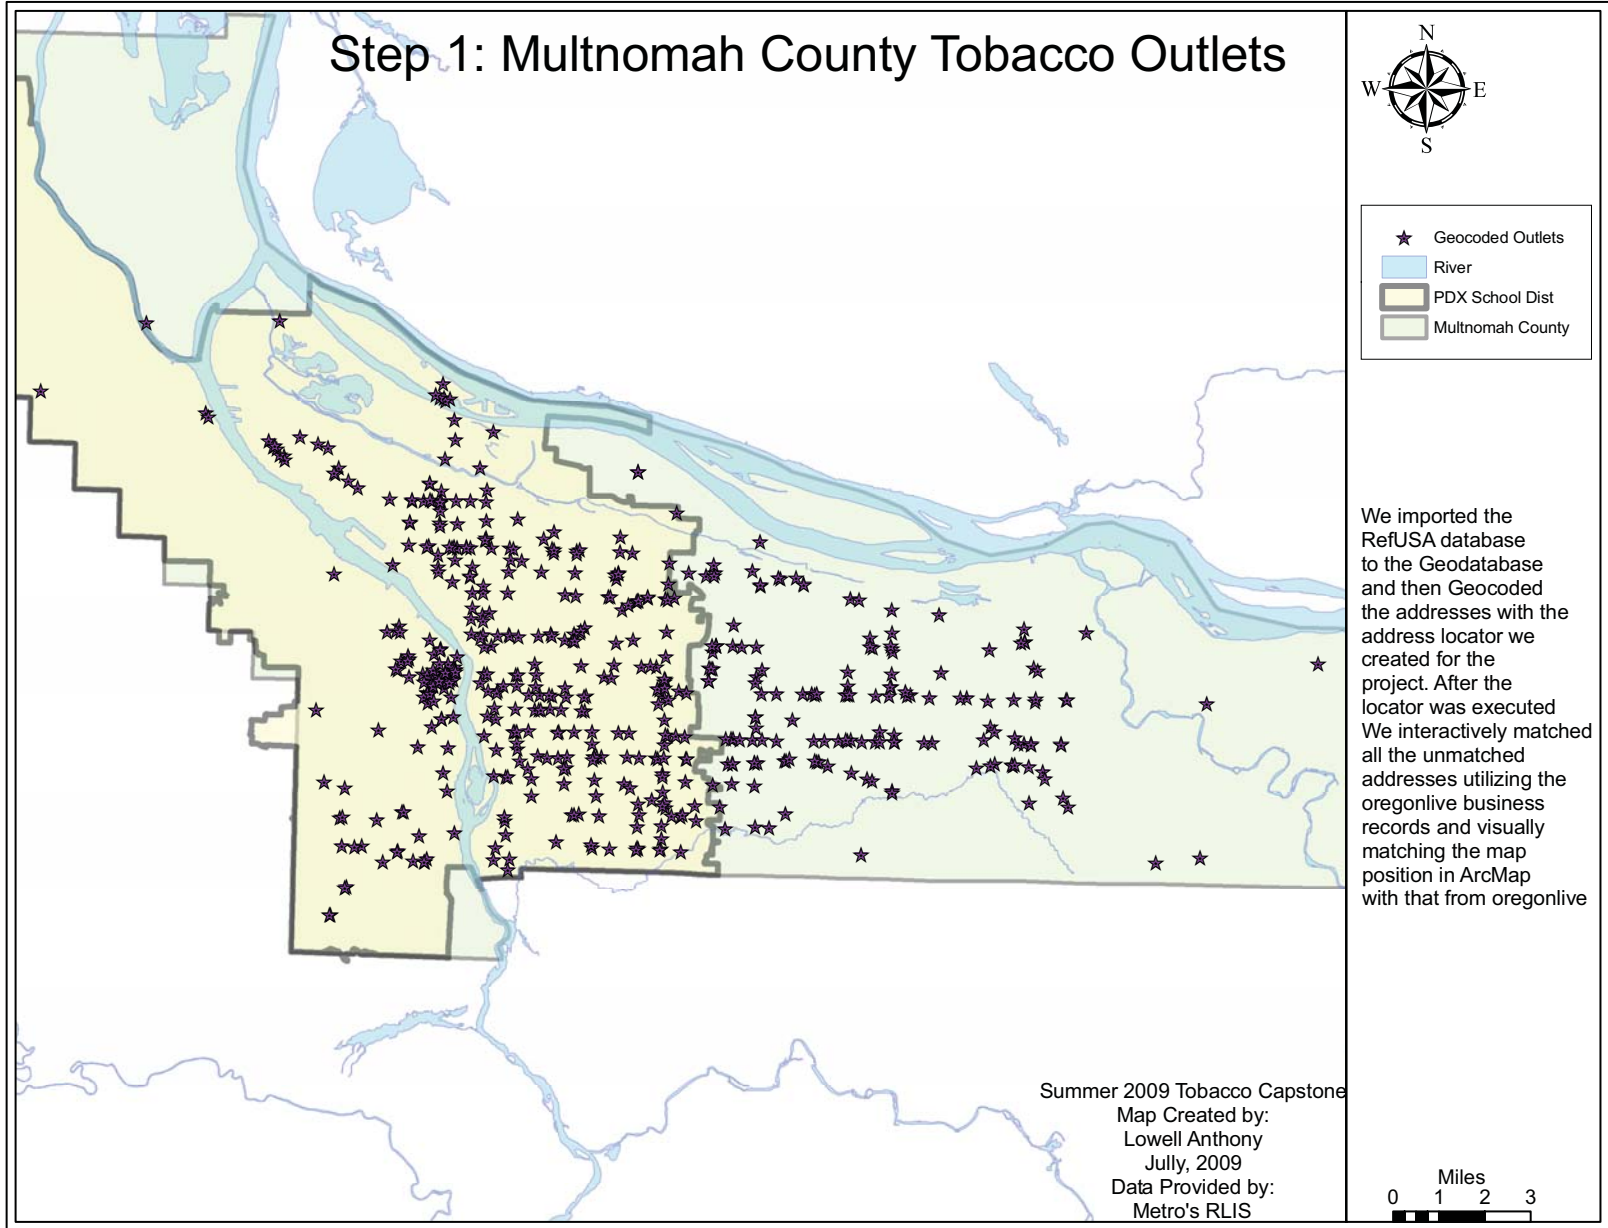 Step 1: Multnomah County Tobacco Outlets
N
W
E
S
Geocoded Outlets
River
PDX School Dist
Multnomah County
We imported the
RefUSA database
to the Geodatabase
and then Geocoded
the addresses with the
address locator we
created for the
project. After the
locator was executed
We interactively matched
all the unmatched
addresses utilizing the
oregonlive business
records and visually
matching the map
position in ArcMap
with that from oregonlive
Summer 2009 Tobacco Capstone
Map Created by:
Lowell Anthony
Jully, 2009
Data Provided by:
Metro's RLIS
Miles
0 1 2 3